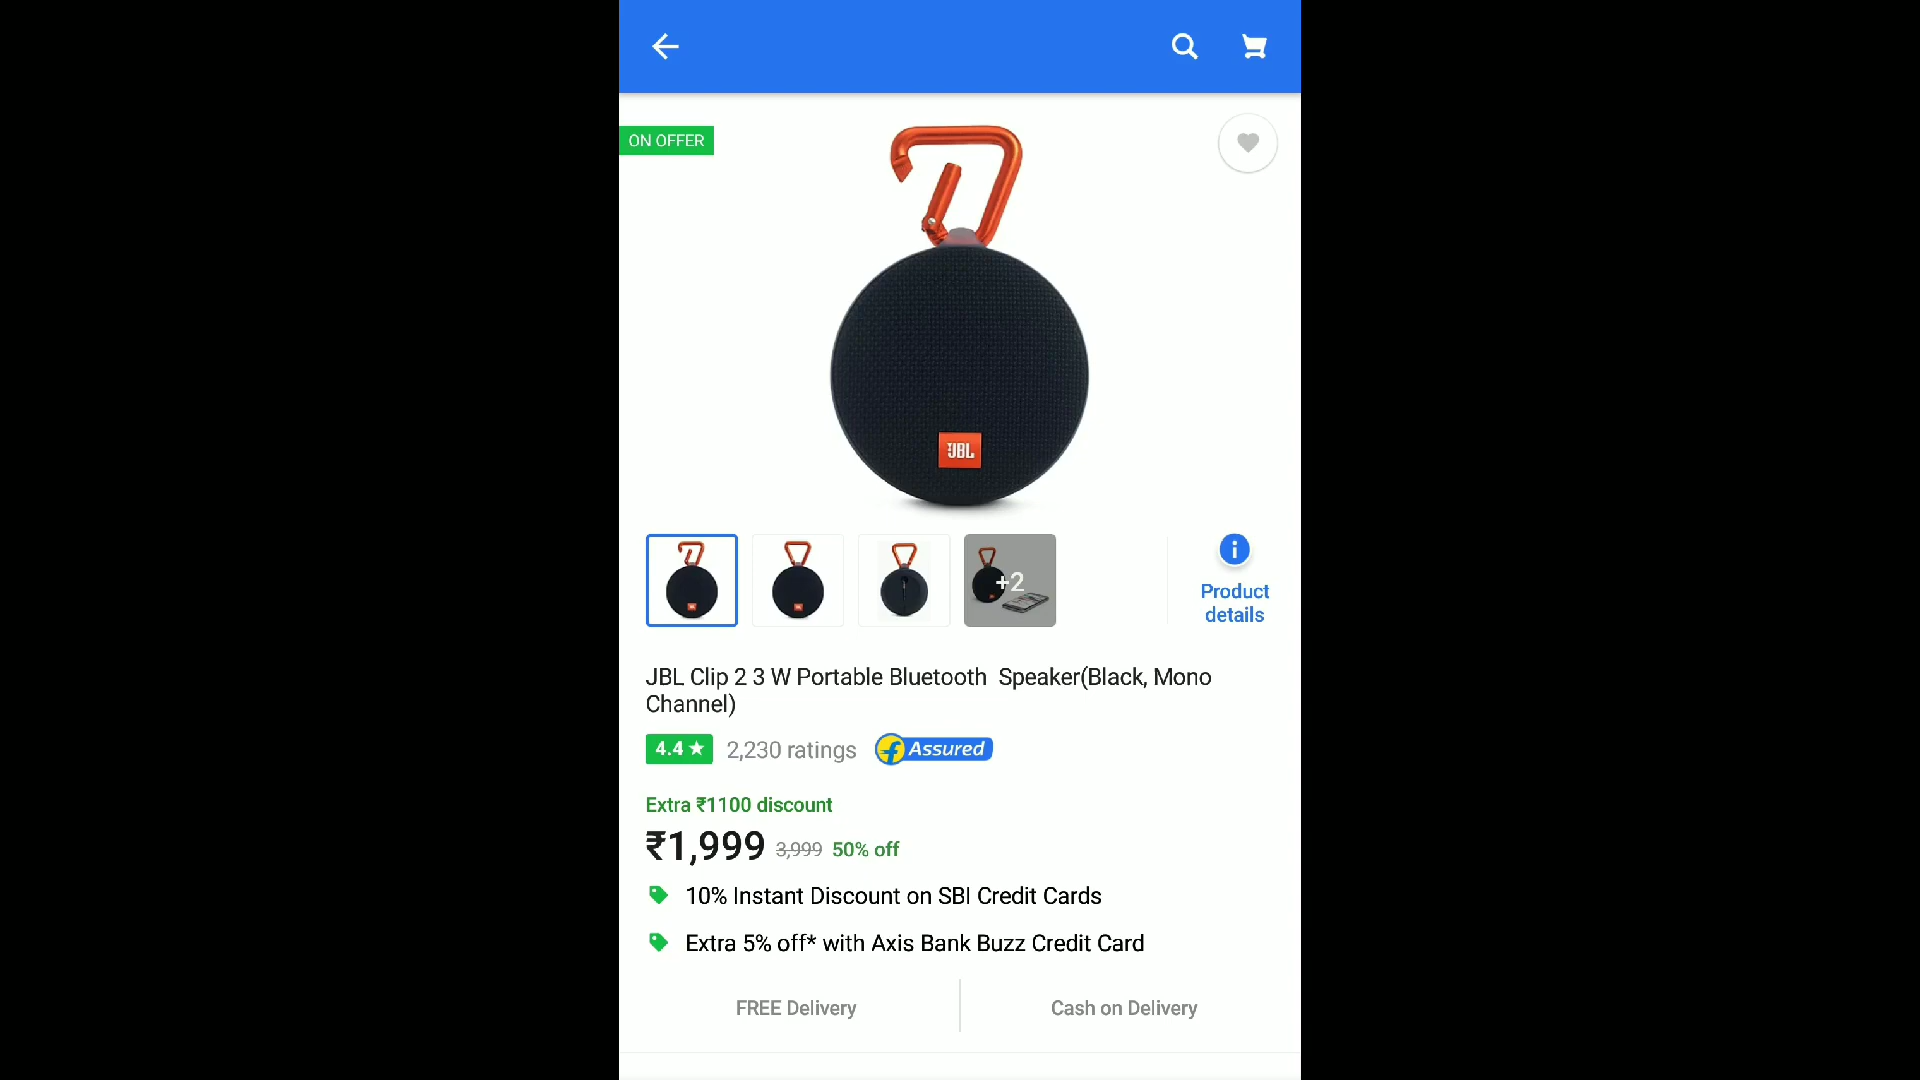 ON OFFER
JBL
+2
Product
details
JBL Clip 2 3 W Portable Bluetooth  Speaker(Black, Mono
Channel)
4.4 ★ 2,230 ratings Assured
Extra ₹1100 discount
₹1,999 3,999 50% off
10% Instant Discount on SBI Credit Cards
Extra 5% off* with Axis Bank Buzz Credit Card
FREE Delivery Cash on Delivery